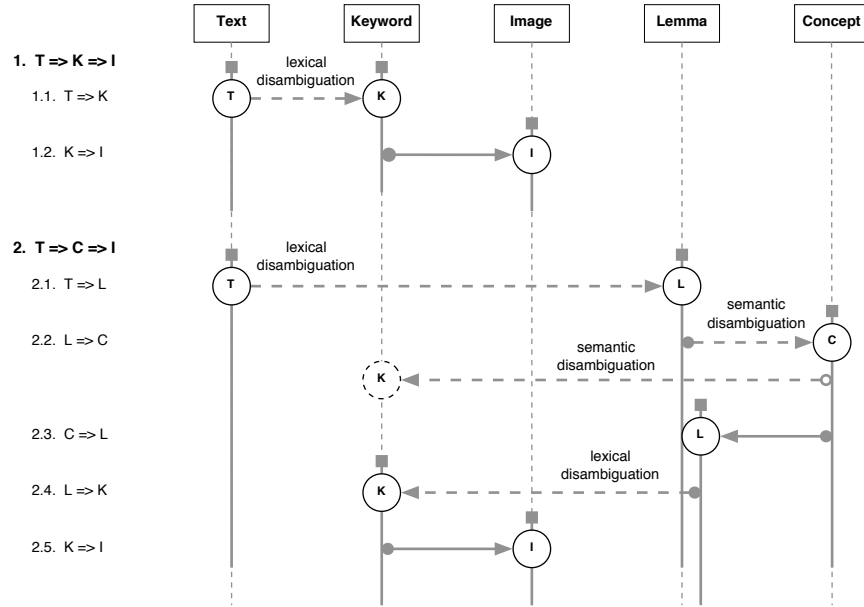 Text Keyword Image Lemma Concept
1. T => K => I
lexical
disambiguation
1.1. T => K
T
K
1.2. K => I
I
2. T => C => I
lexical
disambiguation
2.1. T => L
T
L
semantic
disambiguation
2.2. L => C
C
semantic
disambiguation
K
2.3. C => L
L
lexical
disambiguation
2.4. L => K
K
2.5. K => I
I